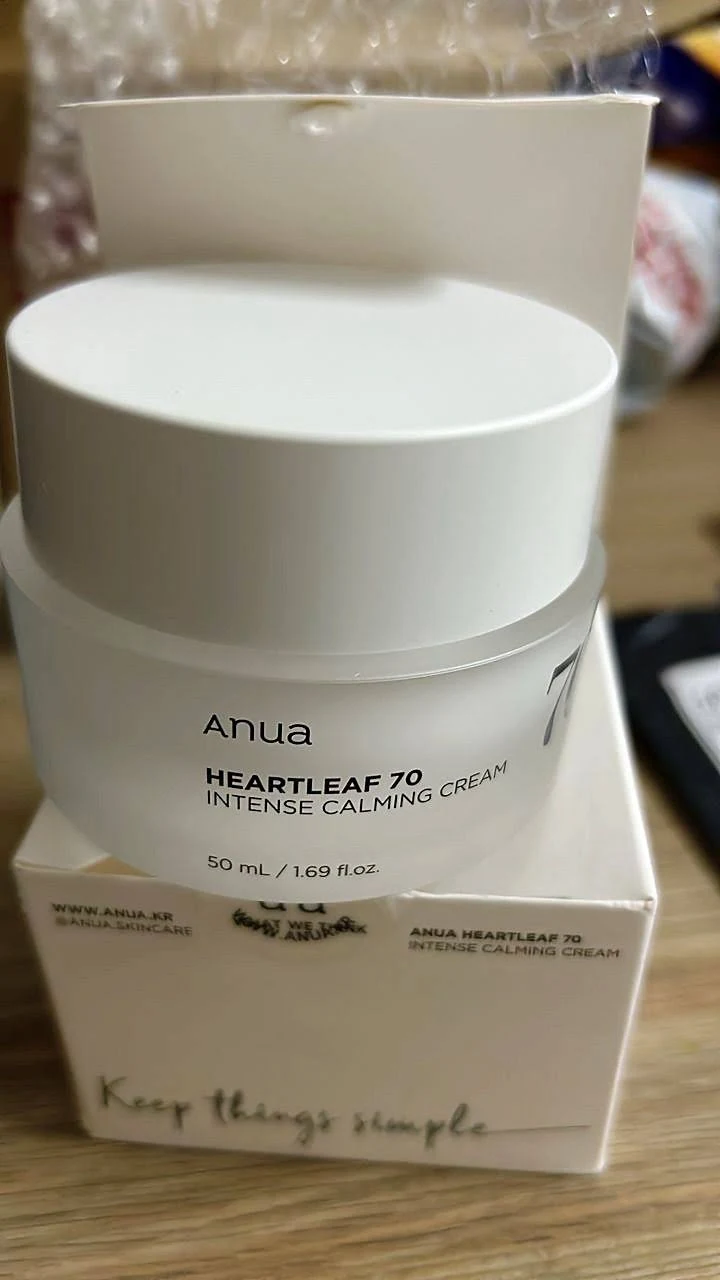 Anua
HEARTLEAF 70
INTENSE CALMING CREAM
50 mL / 1.69 fl.oz.
70
WWW.ANUA.KR
@ANUA.SKINCARE
ANUA HEARTLEAF 70
INTENSE CALMING CREAM
Keep things simple